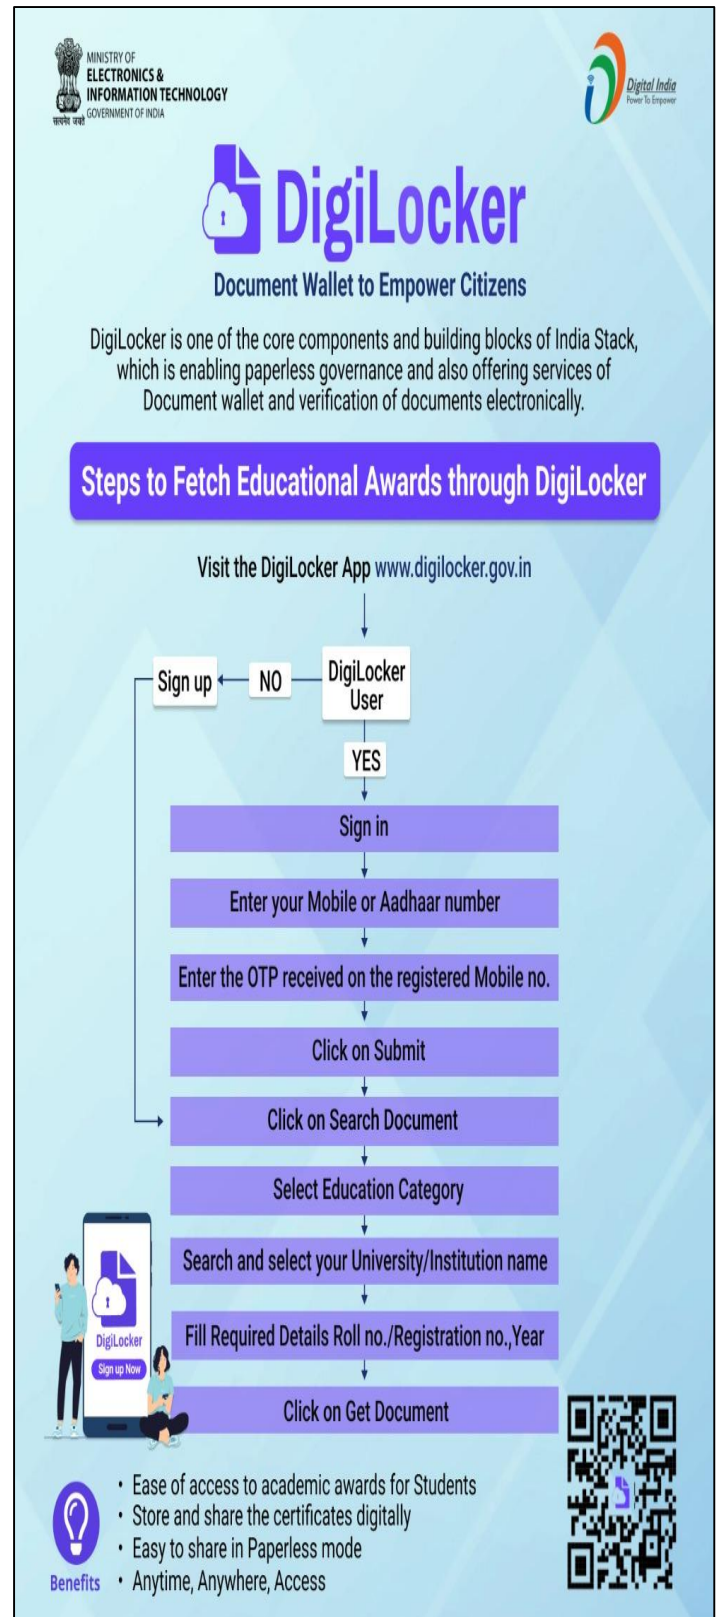 MINISTRY OF
ELECTRONICS &
INFORMATION TECHNOLOGY
GOVERNMENT OF INDIA
सत्यमेव जयते
Digital India
Power To Empower
DigiLocker
Document Wallet to Empower Citizens
DigiLocker is one of the core components and building blocks of India Stack,
which is enabling paperless governance and also offering services of
Document wallet and verification of documents electronically.
Steps to Fetch Educational Awards through DigiLocker
Visit the DigiLocker App www.digilocker.gov.in
Sign up
NO
DigiLocker
User
YES
Sign in
Enter your Mobile or Aadhaar number
Enter the OTP received on the registered Mobile no.
Click on Submit
Click on Search Document
Select Education Category
Search and select your University/Institution name
Fill Required Details Roll no./Registration no.,Year
Click on Get Document
DigiLocker
Sign up Now
Benefits
• Ease of access to academic awards for Students
• Store and share the certificates digitally
• Easy to share in Paperless mode
• Anytime, Anywhere, Access